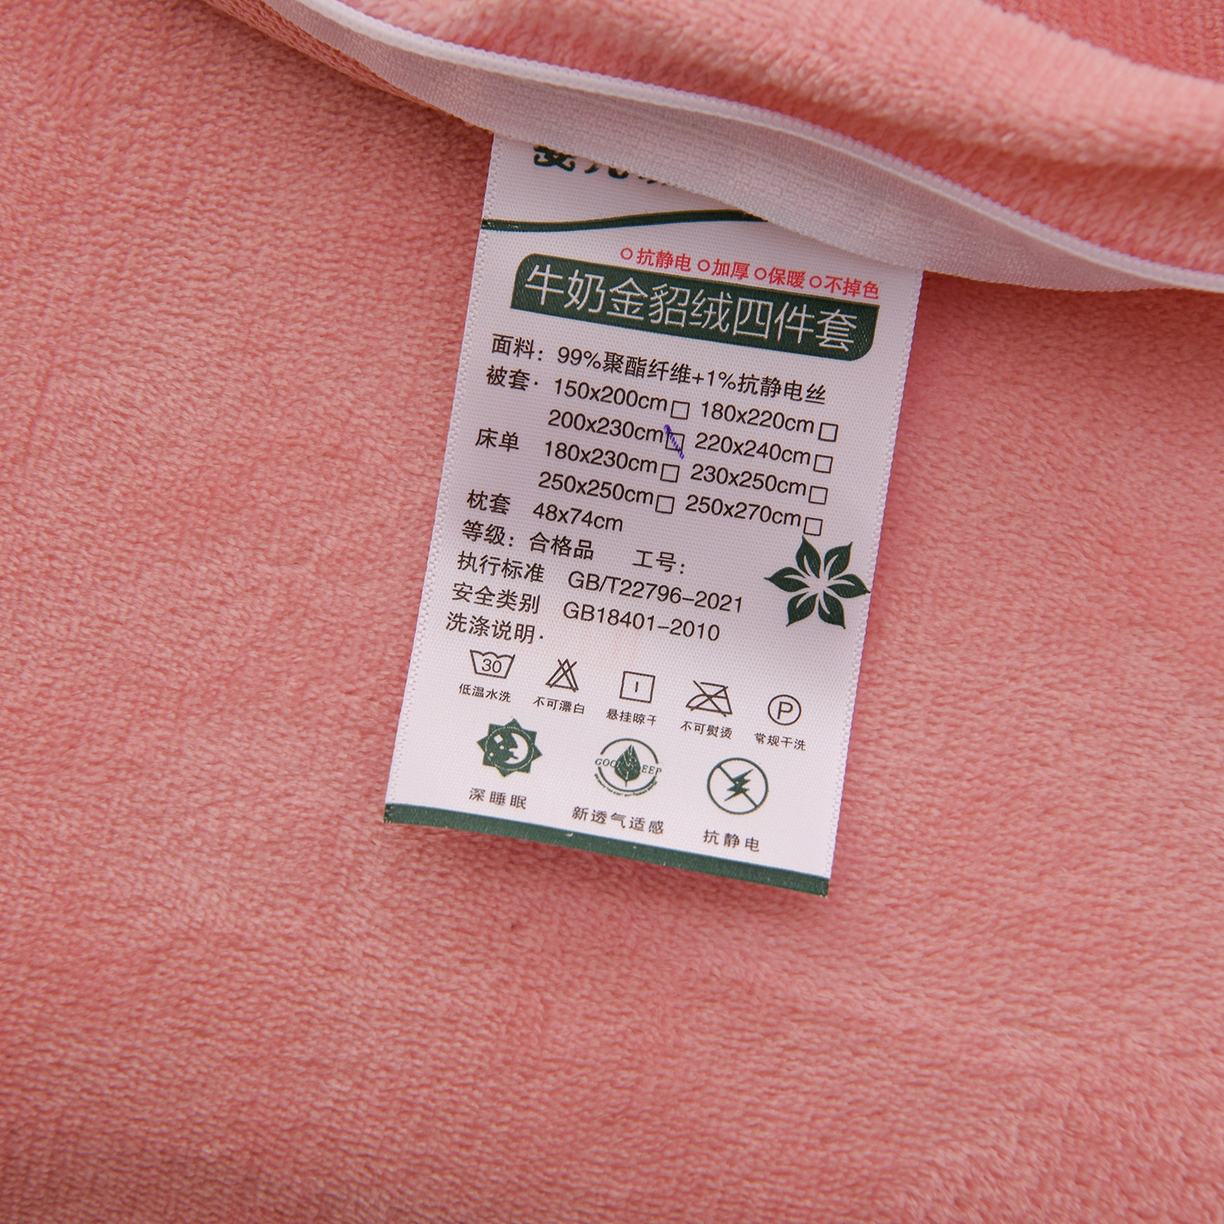 ○抗静电 ○加厚 ○保暖 ○不掉色
牛奶金貂绒四件套
面料：99%聚酯纤维+1%抗静电丝
被套· 150x200cm□ 180x220cm□
200x230cm□ 220x240cm□
床单 180x230cm□ 230x250cm□
250x250cm□ 250x270cm□
枕套 48x74cm
等级：合格品 工号：
执行标准 GB/T22796-2021
安全类别 GB18401-2010
洗涤说明·
30 P
低温水洗 不可漂白 悬挂晾干 不可熨烫 常规干洗
深睡眠 新透气适感 抗静电